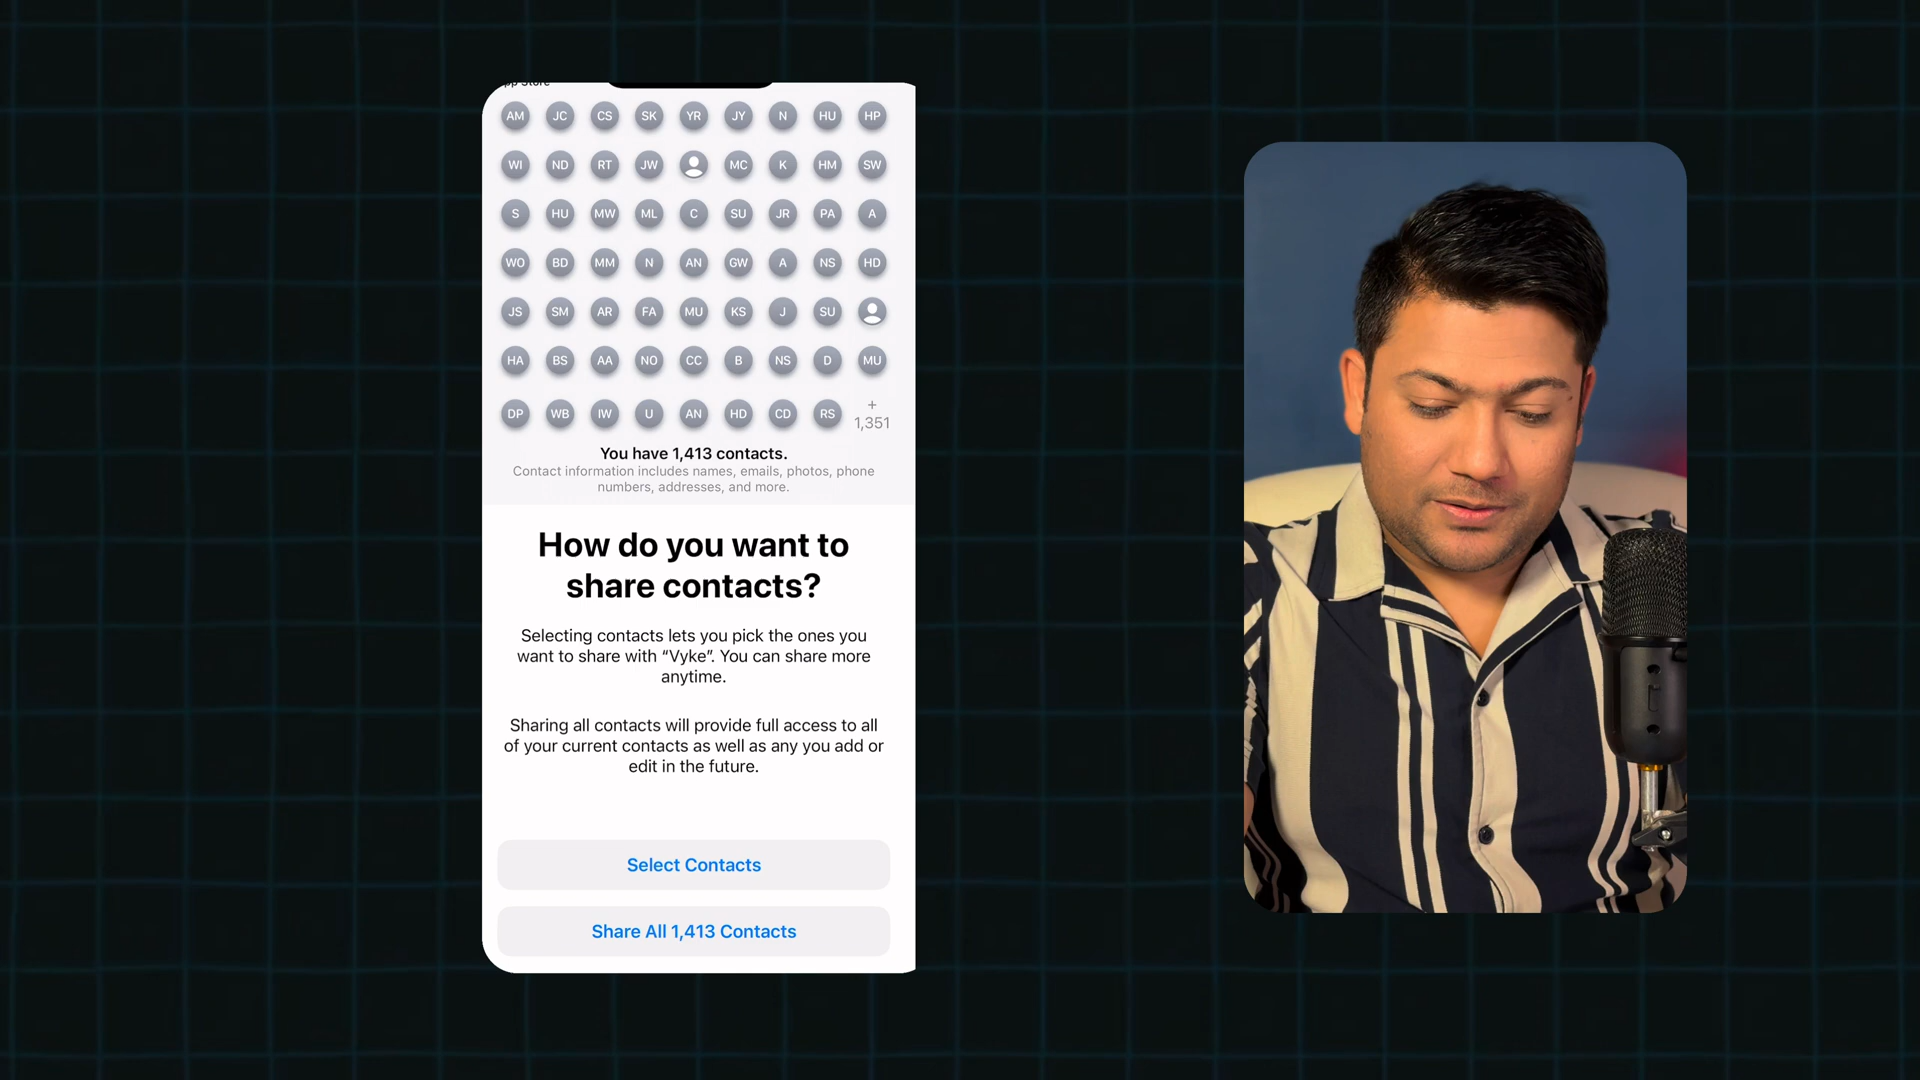 pp Store
AM JC CS SK YR JY N HU HP
WI ND RT JW MC K HM SW
S HU MW ML C SU JR PA A
WO BD MM N AN GW A NS HD
JS SM AR FA MU KS J SU
HA BS AA NO CC B NS D MU
DP WB IW U AN HD CD RS +
1,351
You have 1,413 contacts.
Contact information includes names, emails, photos, phone
numbers, addresses, and more.
How do you want to
share contacts?
Selecting contacts lets you pick the ones you
want to share with “Vyke”. You can share more
anytime.
Sharing all contacts will provide full access to all
of your current contacts as well as any you add or
edit in the future.
Select Contacts
Share All 1,413 Contacts